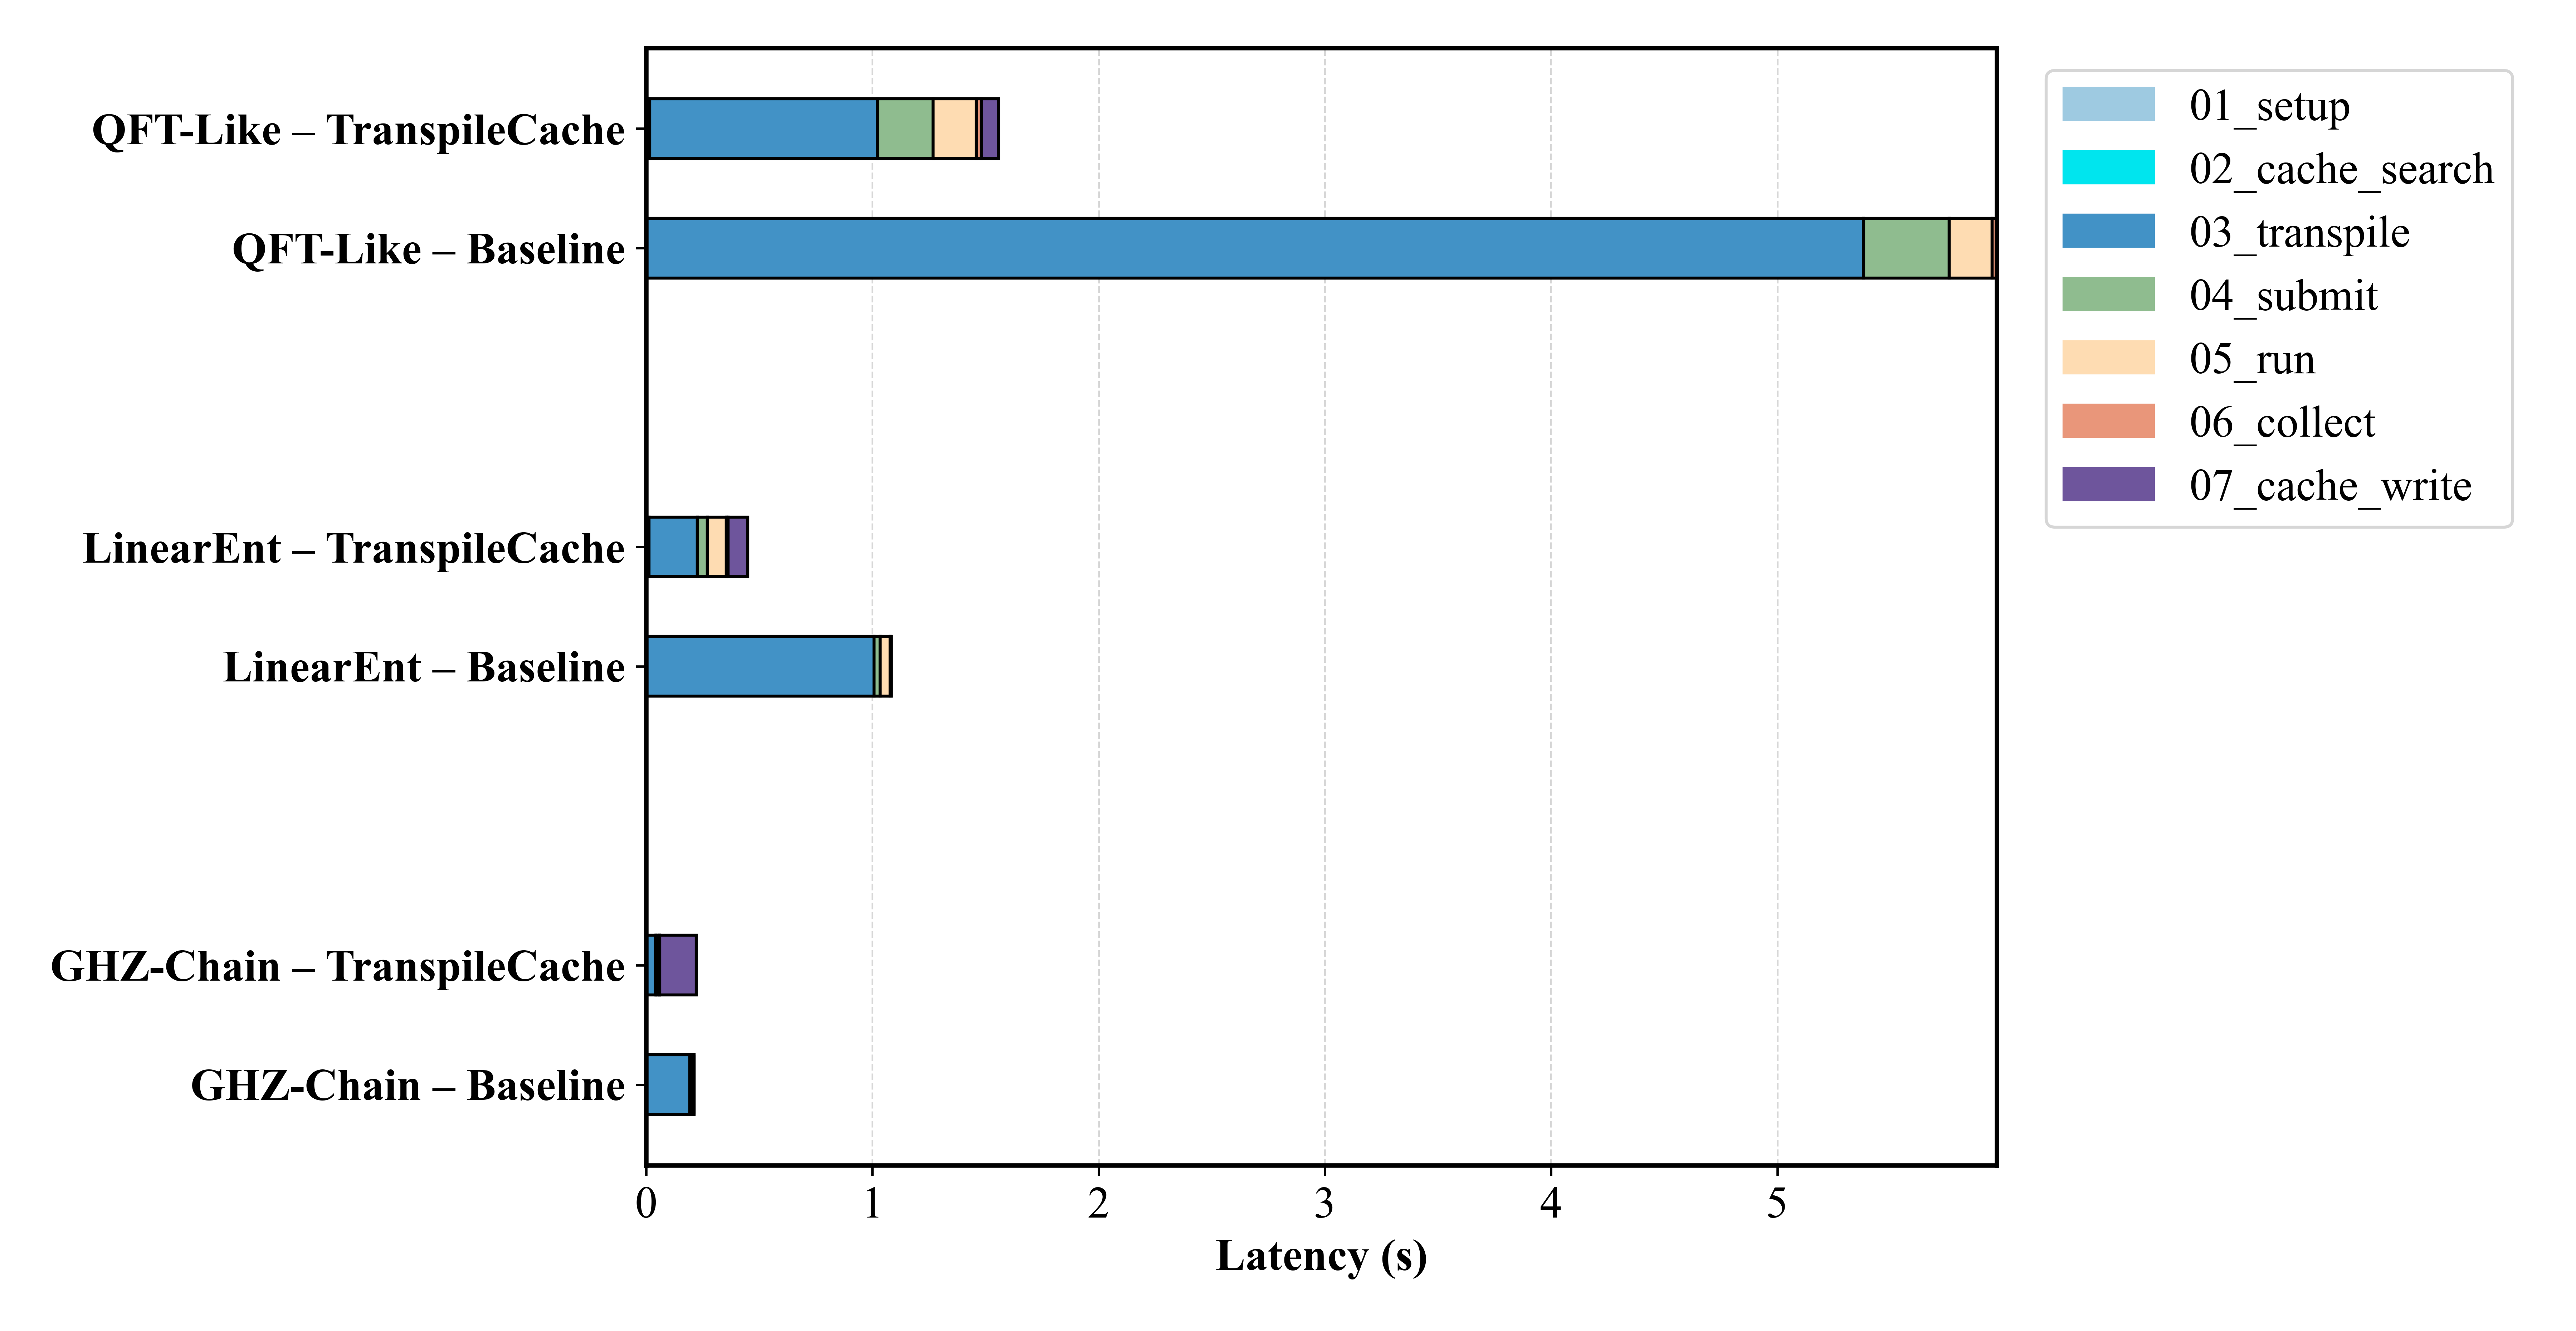 QFT-Like – TranspileCache
QFT-Like – Baseline
LinearEnt – TranspileCache
LinearEnt – Baseline
GHZ-Chain – TranspileCache
GHZ-Chain – Baseline
0 1 2 3 4 5
Latency (s)
01_setup
02_cache_search
03_transpile
04_submit
05_run
06_collect
07_cache_write